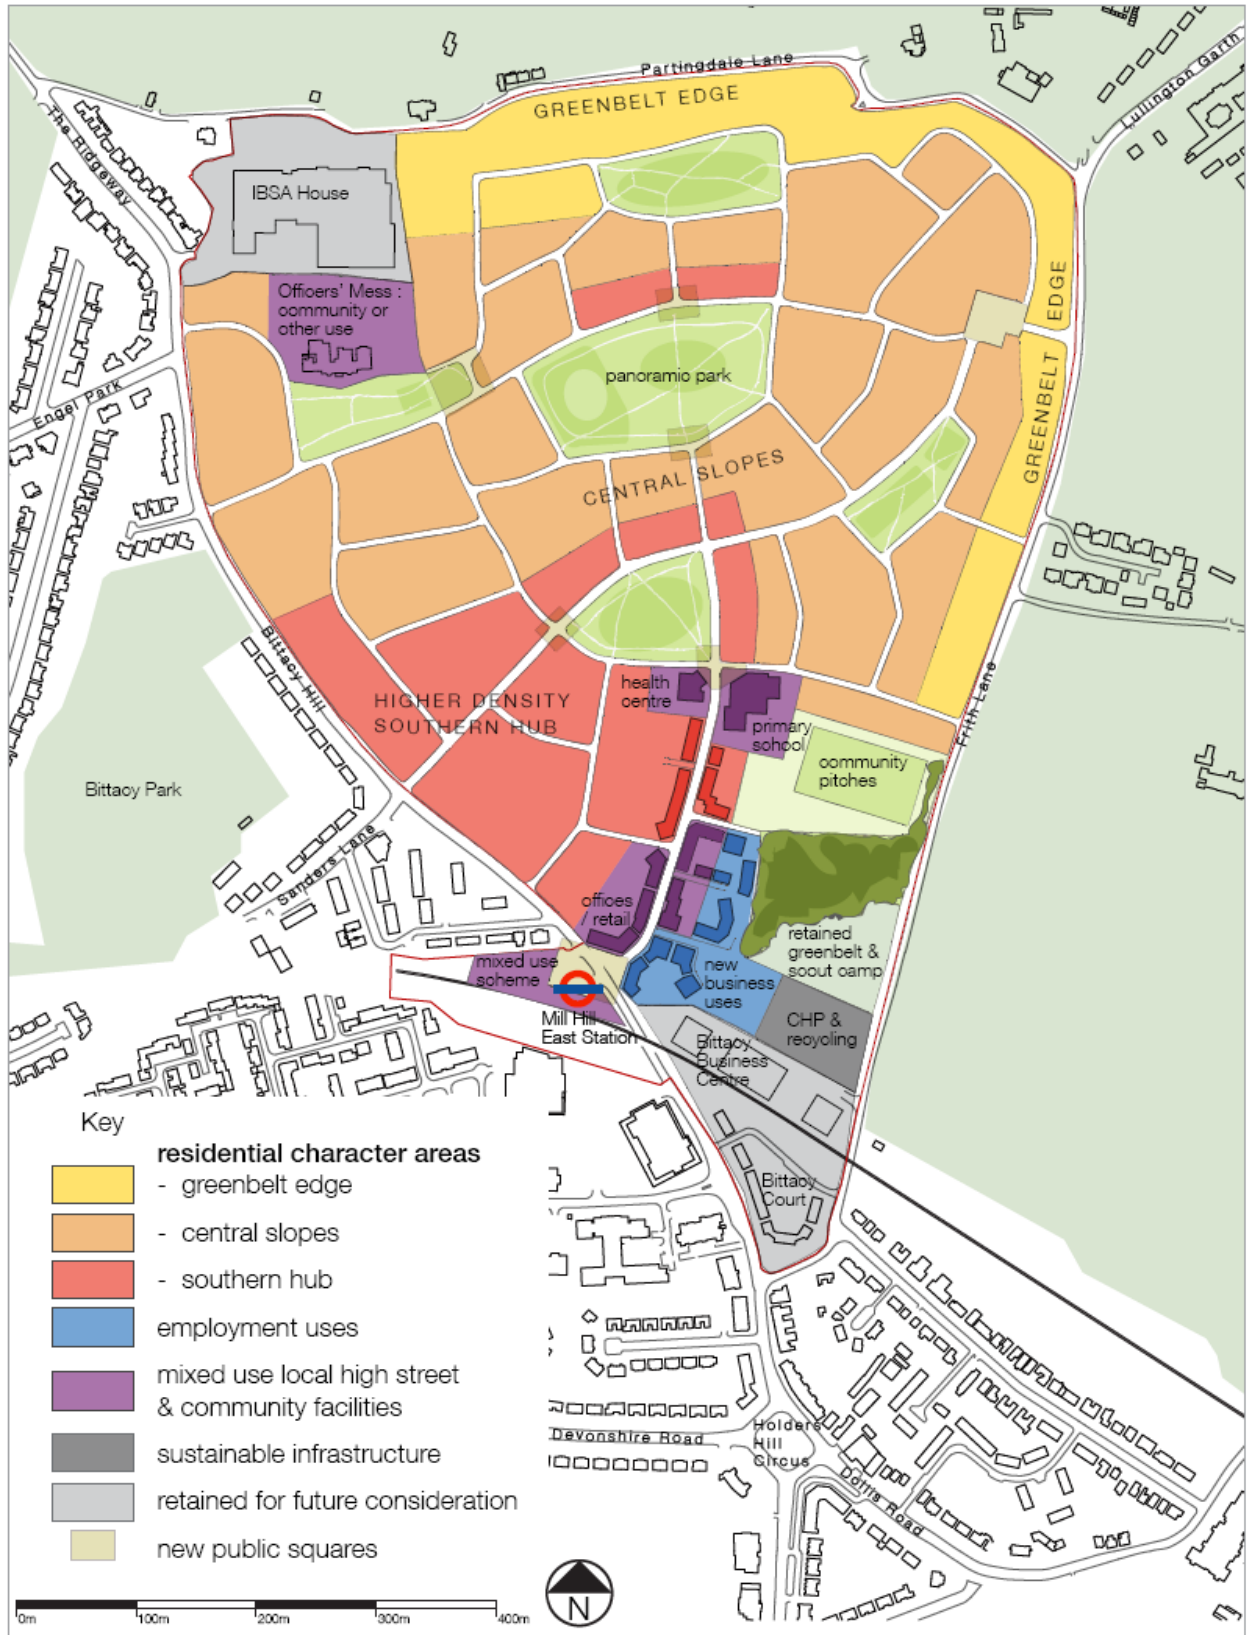 Partingdale Lane
GREENBELT EDGE
Lullington Garth
The Ridgeway
IBSA House
Officers' Mess :
community or
other use
EDGE
GREENBELT
panoramic park
Engel Park
CENTRAL SLOPES
Bittacy Hill
HIGHER DENSITY
SOUTHERN HUB
health
centre
primary
school
Frith Lane
community
pitches
Bittacy Park
Sanders Lane
offices
retail
retained
greenbelt &
scout camp
mixed use
scheme
new
business
uses
Mill Hill
East Station
CHP &
recycling
Bittacy
Business
Centre
Bittacy
Court
Key
residential character areas
- greenbelt edge
- central slopes
- southern hub
employment uses
mixed use local high street
& community facilities
sustainable infrastructure
retained for future consideration
new public squares
Devonshire Road
Holders
Hill
Circus
Dollis Road
N
0m 100m 200m 300m 400m